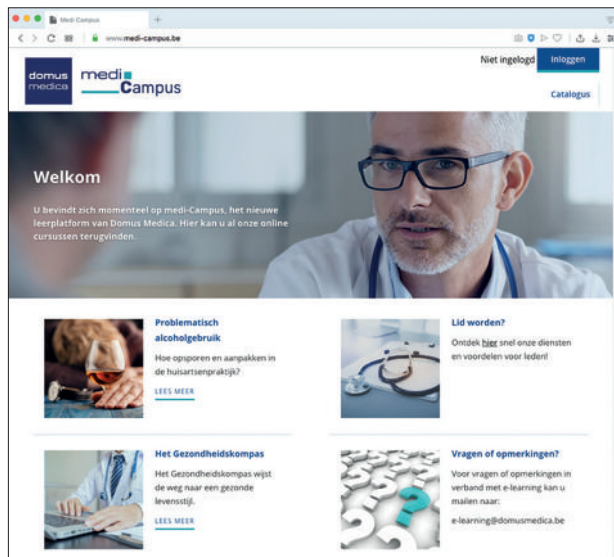 Medi Campus
www.medi-campus.be
Niet ingelogd
Inloggen
domus
medica
medi
Campus
Catalogus
Welkom
U bevindt zich momenteel op medi-Campus, het nieuwe
leerplatform van Domus Medica. Hier kan u al onze online
cursussen terugvinden.
Problematisch
alcoholgebruik
Hoe opsporen en aanpakken in
de huisartsenpraktijk?
LEES MEER
Lid worden?
Ontdek hier snel onze diensten
en voordelen voor leden!
Het Gezondheidskompas
Het Gezondheidskompas wijst
de weg naar een gezonde
levensstijl.
LEES MEER
Vragen of opmerkingen?
Voor vragen of opmerkingen in
verband met e-learning kan u
mailen naar:
e-learning@domusmedica.be